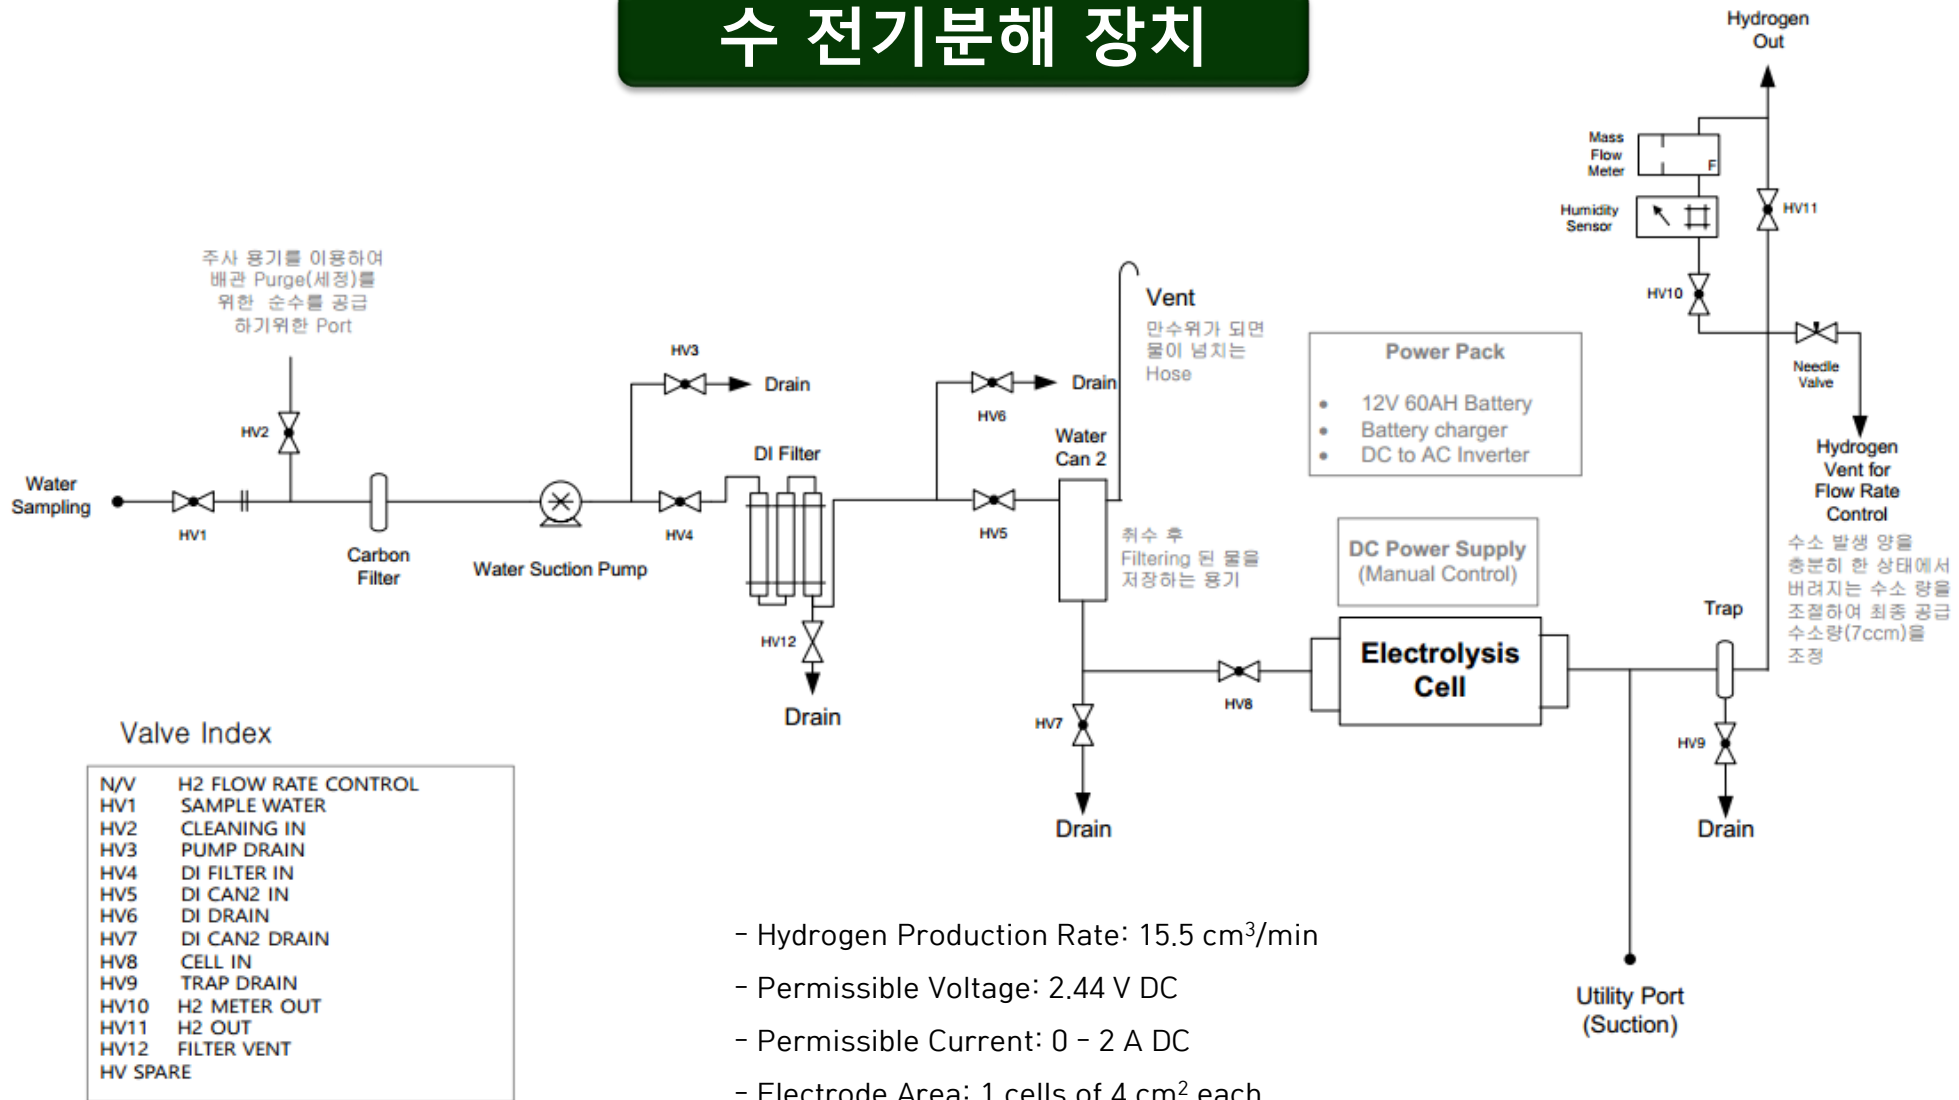 수 전기분해 장치
Hydrogen
Out
Mass
Flow
Meter
F
Humidity
Sensor
HV11
HV10
주사 용기를 이용하여
배관 Purge(세정)를
위한 순수를 공급
하기위한 Port
Vent
만수위가 되면
물이 넘치는
Hose
Power Pack
• 12V 60AH Battery
• Battery charger
• DC to AC Inverter
Needle
Valve
HV3
Drain
HV6
Drain
HV2
DI Filter
Water
Can 2
Hydrogen
Vent for
Flow Rate
Control
수소 발생 양을
충분히 한 상태에서
버려지는 수소 량을
조절하여 최종 공급
수소량(7ccm)을
조정
Water
Sampling
HV1
Carbon
Filter
Water Suction Pump
HV4
HV5
취수 후
Filtering 된 물을
저장하는 용기
DC Power Supply
(Manual Control)
HV12
Drain
Electrolysis
Cell
Trap
HV8
HV7
Drain
HV9
Drain
Utility Port
(Suction)
Valve Index
N/V H2 FLOW RATE CONTROL
HV1 SAMPLE WATER
HV2 CLEANING IN
HV3 PUMP DRAIN
HV4 DI FILTER IN
HV5 DI CAN2 IN
HV6 DI DRAIN
HV7 DI CAN2 DRAIN
HV8 CELL IN
HV9 TRAP DRAIN
HV10 H2 METER OUT
HV11 H2 OUT
HV12 FILTER VENT
HV SPARE
- Hydrogen Production Rate: 15.5 cm³/min
- Permissible Voltage: 2.44 V DC
- Permissible Current: 0 - 2 A DC
- Electrode Area: 1 cells of 4 cm² each